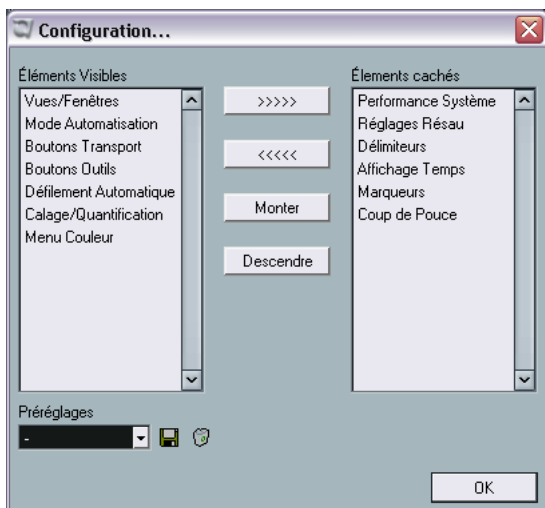 Configuration...
Éléments Visibles
Vues/Fenêtres
Mode Automatisation
Boutons Transport
Boutons Outils
Défilement Automatique
Calage/Quantification
Menu Couleur
>>>>>
<<<<<
Monter
Descendre
Élements cachés
Performance Système
Réglages Résau
Délimiteurs
Affichage Temps
Marqueurs
Coup de Pouce
Préréglages
-
OK